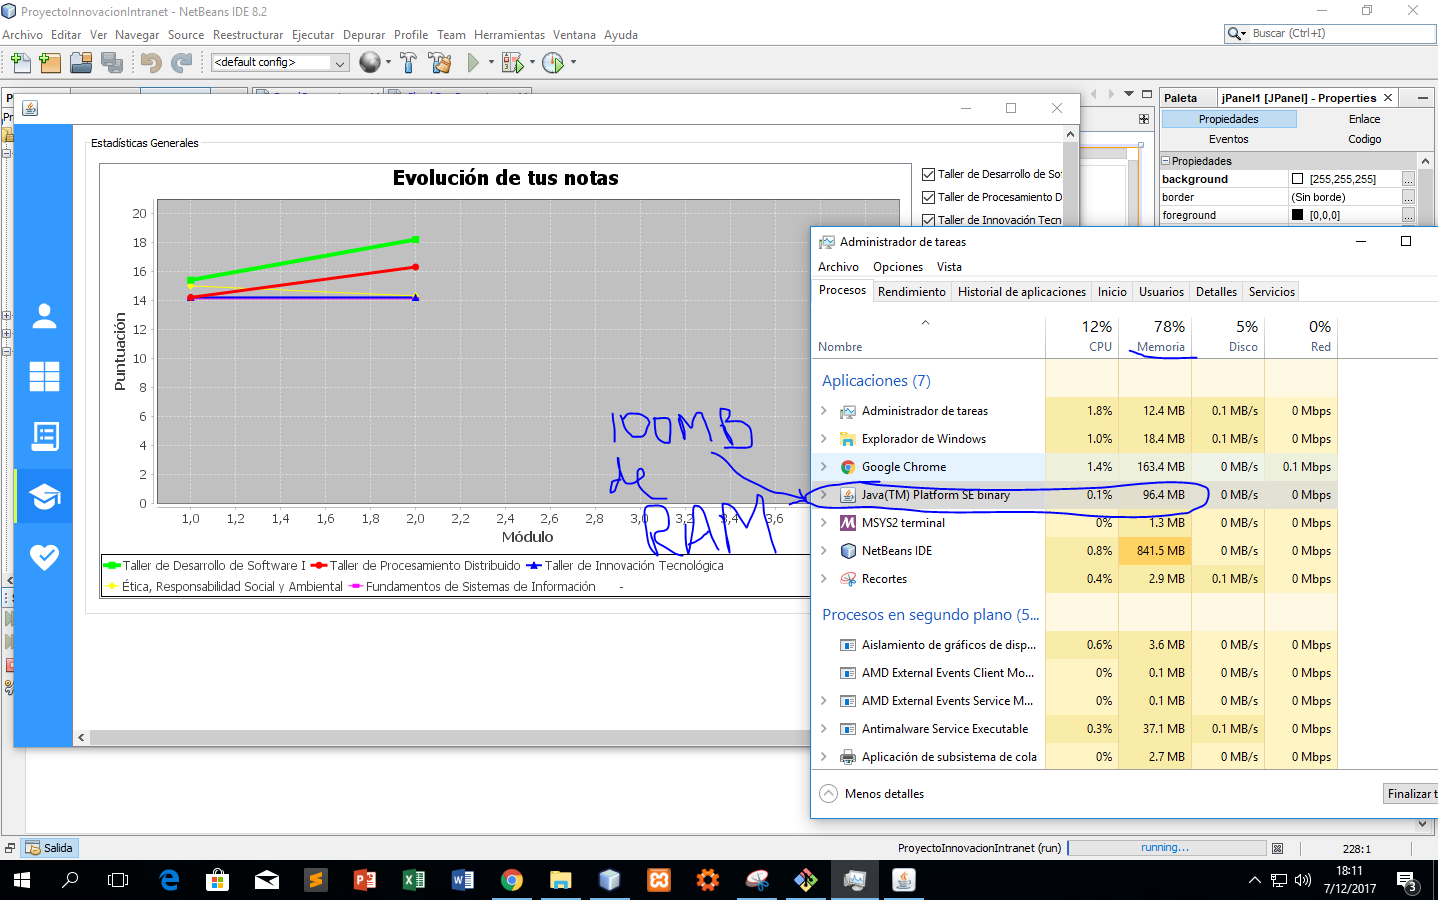 ProyectoInnovacionIntranet - NetBeans IDE 8.2
Archivo Editar Ver Navegar Source Reestructurar Ejecutar Depurar Profile Team Herramientas Ventana Ayuda
Buscar (Ctrl+I)
<default config>
Paleta
jPanel1 [JPanel] - Properties
Propiedades Enlace
Eventos Codigo
Propiedades
background [255,255,255] ...
border (Sin borde) ...
foreground [0,0,0] ...
Estadísticas Generales
Evolución de tus notas
Taller de Desarrollo de Sof
Taller de Procesamiento D
Taller de Innovación Tecn
Puntuación
20
18
16
14
12
10
8
6
4
2
0
1,0 1,2 1,4 1,6 1,8 2,0 2,2 2,4 2,6 2,8 3,0 3,2 3,4 3,6
Módulo
Taller de Desarrollo de Software I Taller de Procesamiento Distribuido Taller de Innovación Tecnológica
Ética, Responsabilidad Social y Ambiental Fundamentos de Sistemas de Información -
100MB
de
RAM
Administrador de tareas
Archivo Opciones Vista
Procesos Rendimiento Historial de aplicaciones Inicio Usuarios Detalles Servicios
12% 78% 5% 0%
Nombre CPU Memoria Disco Red
Aplicaciones (7)
Administrador de tareas 1.8% 12.4 MB 0.1 MB/s 0 Mbps
Explorador de Windows 1.0% 18.4 MB 0.1 MB/s 0 Mbps
Google Chrome 1.4% 163.4 MB 0 MB/s 0.1 Mbps
Java(TM) Platform SE binary 0.1% 96.4 MB 0 MB/s 0 Mbps
MSYS2 terminal 0% 1.3 MB 0 MB/s 0 Mbps
NetBeans IDE 0.8% 841.5 MB 0 MB/s 0 Mbps
Recortes 0.4% 2.9 MB 0.1 MB/s 0 Mbps
Procesos en segundo plano (5...
Aislamiento de gráficos de disp... 0.6% 3.6 MB 0 MB/s 0 Mbps
AMD External Events Client Mo... 0% 0.1 MB 0 MB/s 0 Mbps
AMD External Events Service M... 0% 0.1 MB 0 MB/s 0 Mbps
Antimalware Service Executable 0.3% 37.1 MB 0.1 MB/s 0 Mbps
Aplicación de subsistema de cola 0% 2.7 MB 0 MB/s 0 Mbps
Menos detalles
Finalizar t
Salida
ProyectoInnovacionIntranet (run) running... 228:1
18:11
7/12/2017
3